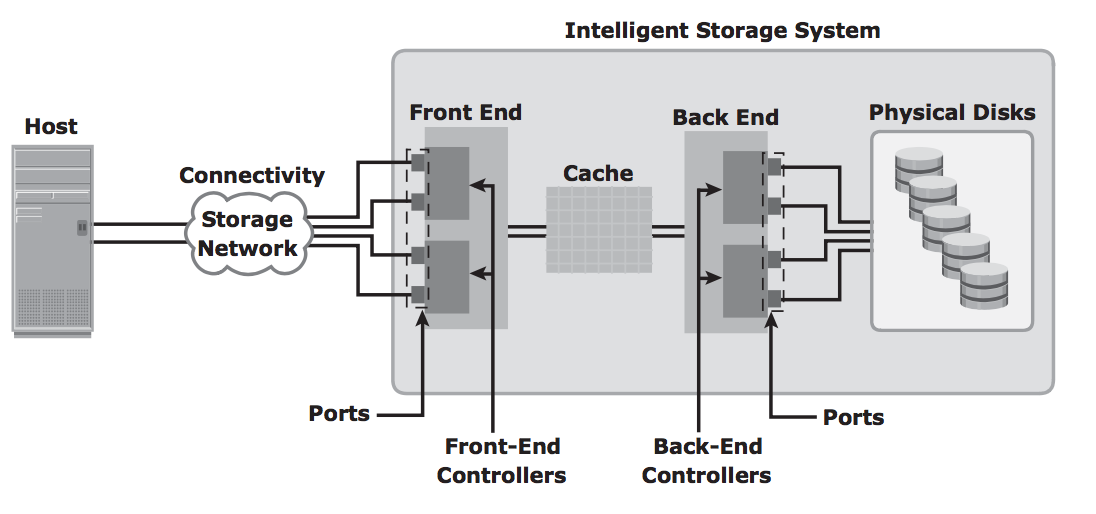 Intelligent Storage System
Host
Front End
Back End
Physical Disks
Connectivity
Storage
Network
Cache
Ports
Front-End
Controllers
Back-End
Controllers
Ports